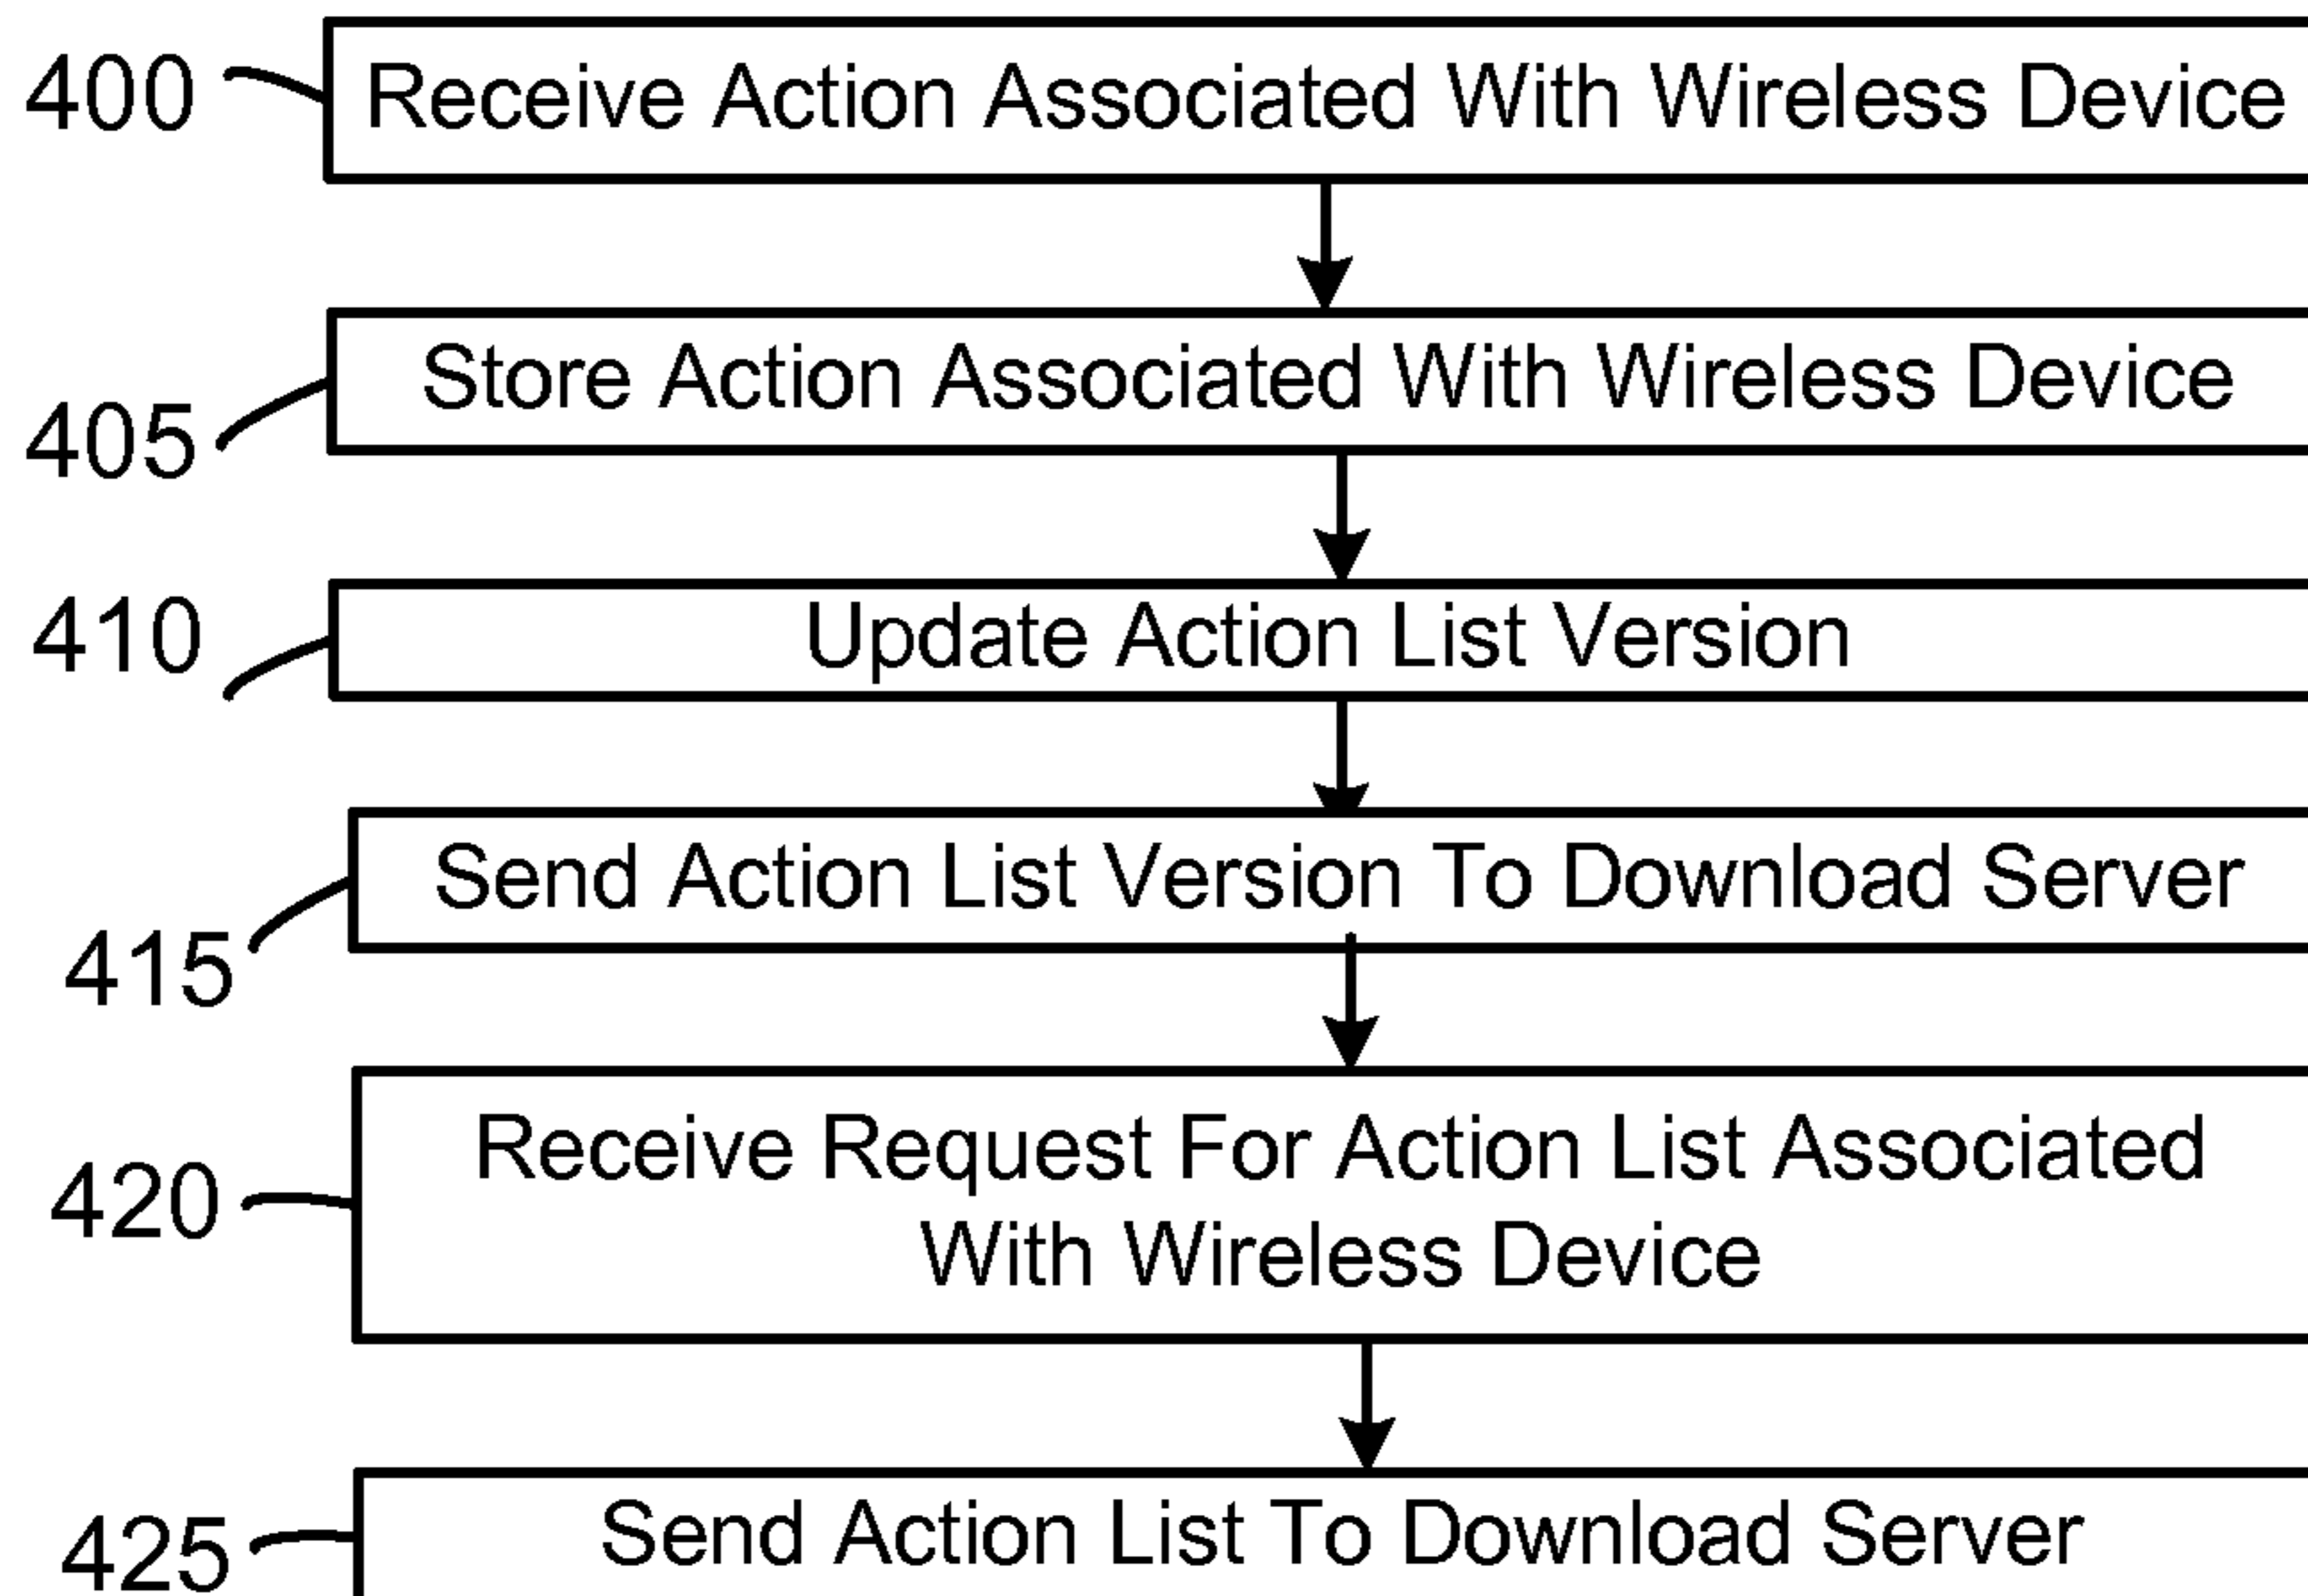 400 Receive Action Associated With Wireless Device
Store Action Associated With Wireless Device
405
410 Update Action List Version
Send Action List Version To Download Server
415
Receive Request For Action List Associated
420
With Wireless Device
425 Send Action List To Download Server